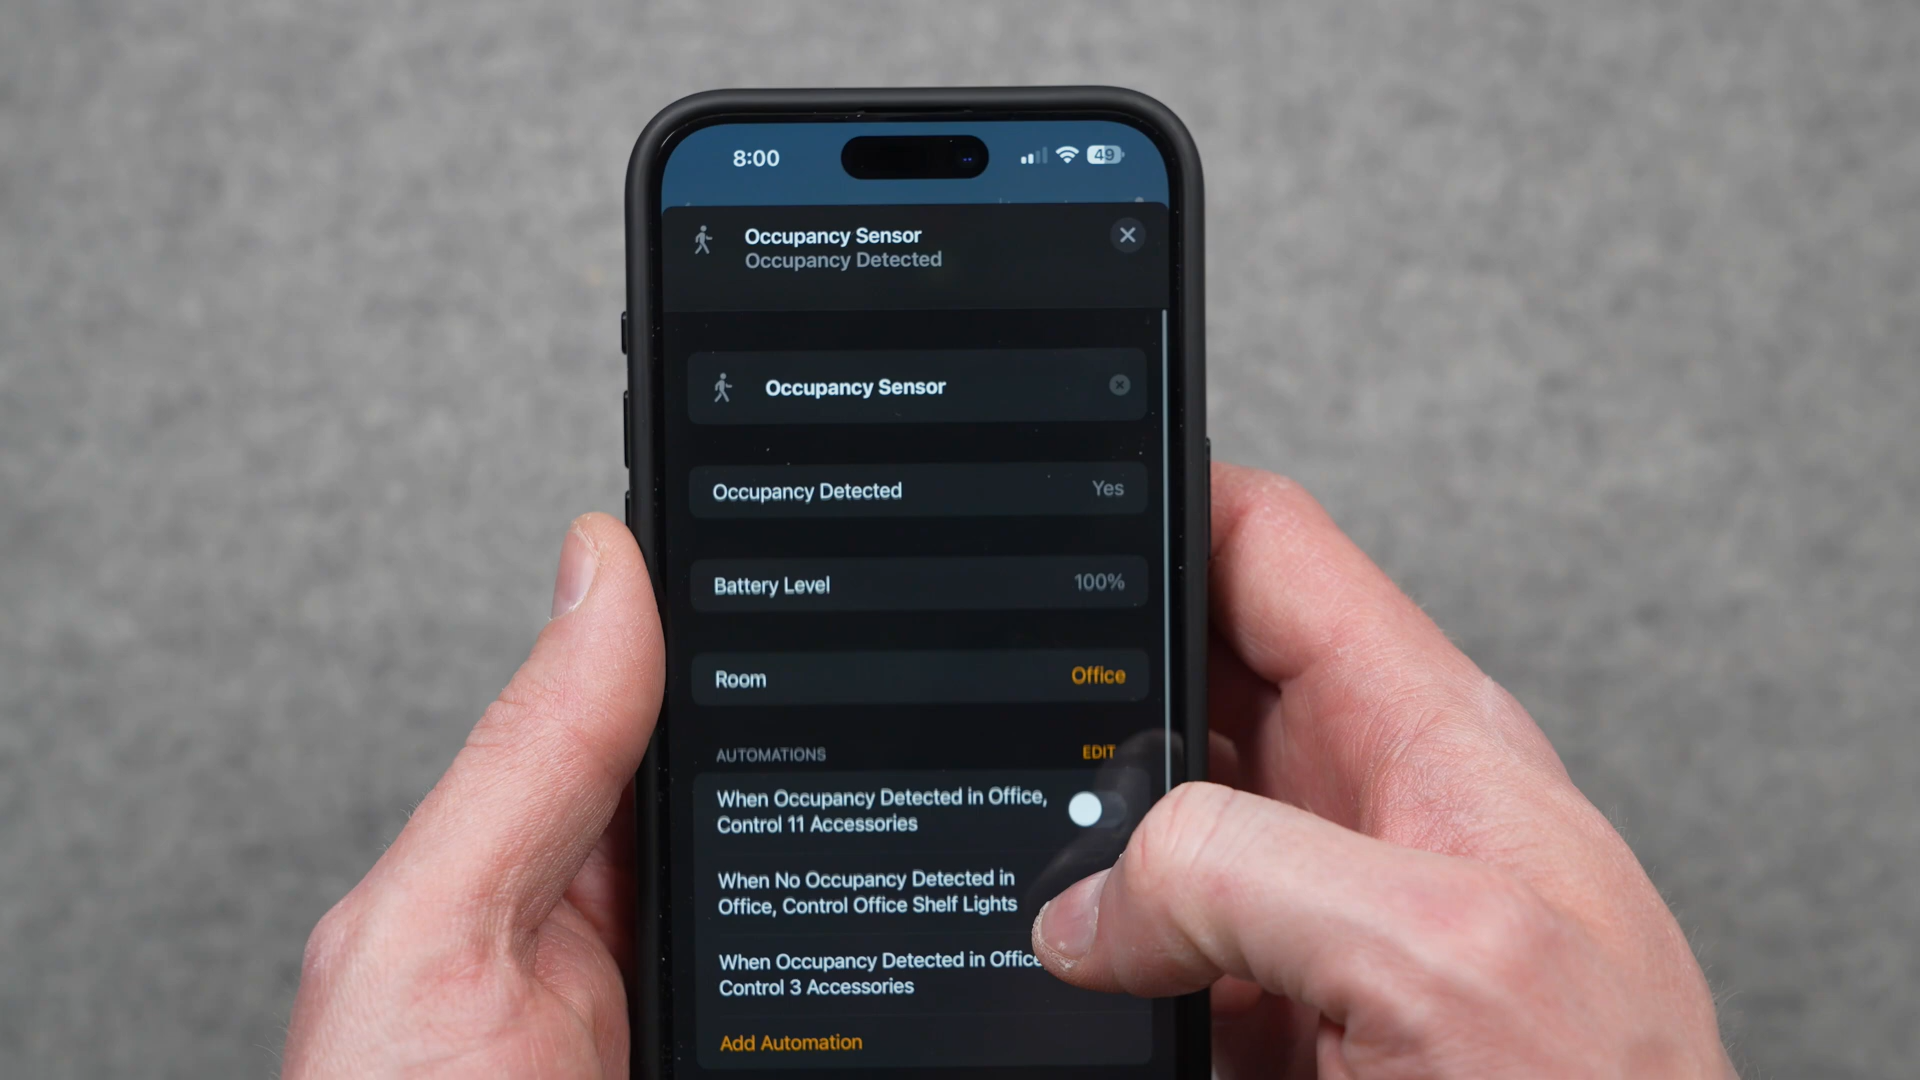 8:00
49
Occupancy Sensor
Occupancy Detected
Occupancy Sensor
Occupancy Detected Yes
Battery Level 100%
Room Office
AUTOMATIONS EDIT
When Occupancy Detected in Office,
Control 11 Accessories
When No Occupancy Detected in
Office, Control Office Shelf Lights
When Occupancy Detected in Office
Control 3 Accessories
Add Automation